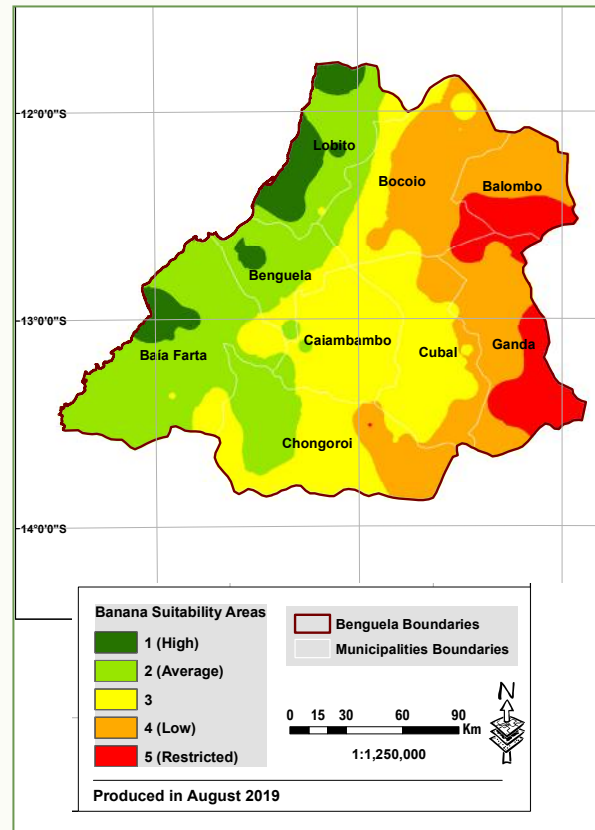 12°0'0"S
Lobito
Bocoio
Balombo
Benguela
13°0'0"S
Caiambambo
Baía Farta
Cubal
Ganda
Chongoroi
14°0'0"S
Banana Suitability Areas
1 (High)
2 (Average)
3
4 (Low)
5 (Restricted)
Benguela Boundaries
Municipalities Boundaries
N
0 15 30 60 90
Km
1:1,250,000
Produced in August 2019